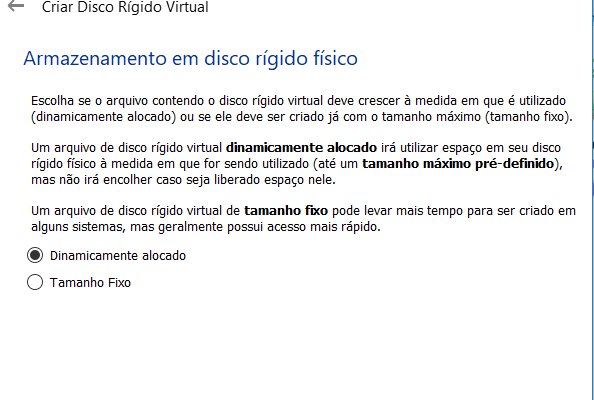 Criar Disco Rígido Virtual
Armazenamento em disco rígido físico
Escolha se o arquivo contendo o disco rígido virtual deve crescer à medida em que é utilizado
(dinamicamente alocado) ou se ele deve ser criado já com o tamanho máximo (tamanho fixo).
Um arquivo de disco rígido virtual dinamicamente alocado irá utilizar espaço em seu disco
rígido físico à medida em que for sendo utilizado (até um tamanho máximo pré-definido),
mas não irá encolher caso seja liberado espaço nele.
Um arquivo de disco rígido virtual de tamanho fixo pode levar mais tempo para ser criado em
alguns sistemas, mas geralmente possui acesso mais rápido.
Dinamicamente alocado
Tamanho Fixo